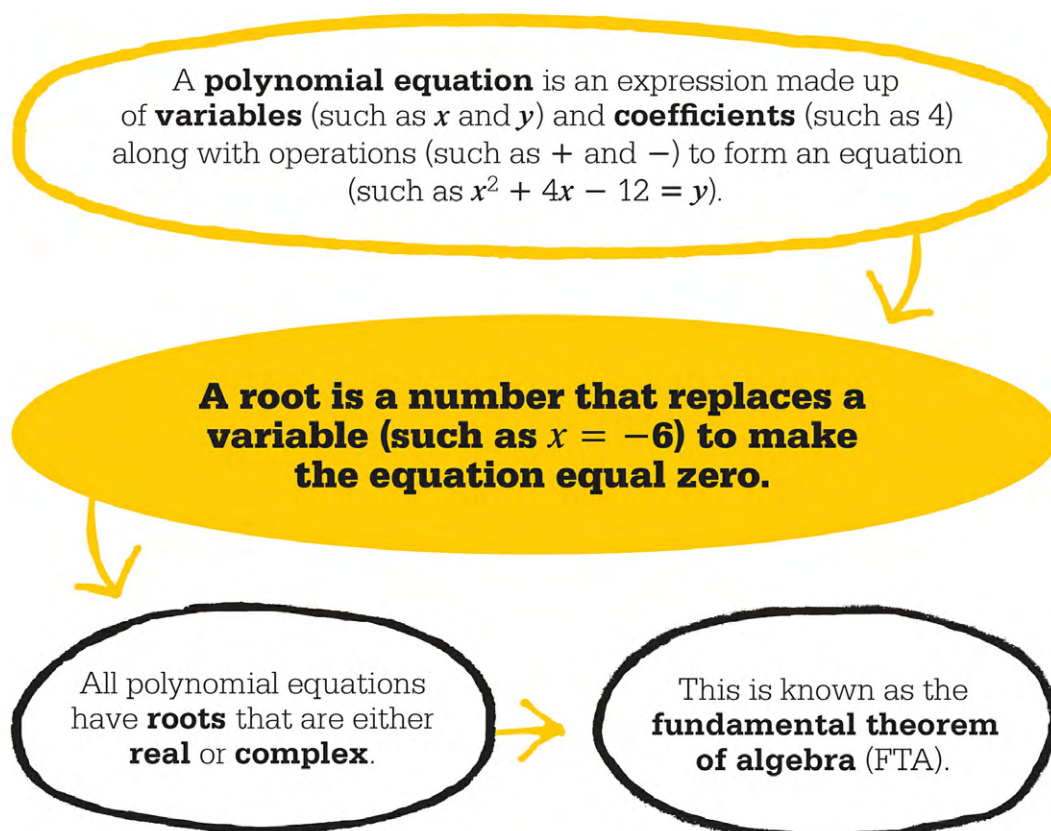 A polynomial equation is an expression made up
of variables (such as x and y) and coefficients (such as 4)
along with operations (such as + and −) to form an equation
(such as x² + 4x − 12 = y).
A root is a number that replaces a
variable (such as x = −6) to make
the equation equal zero.
All polynomial equations
have roots that are either
real or complex.
This is known as the
fundamental theorem
of algebra (FTA).